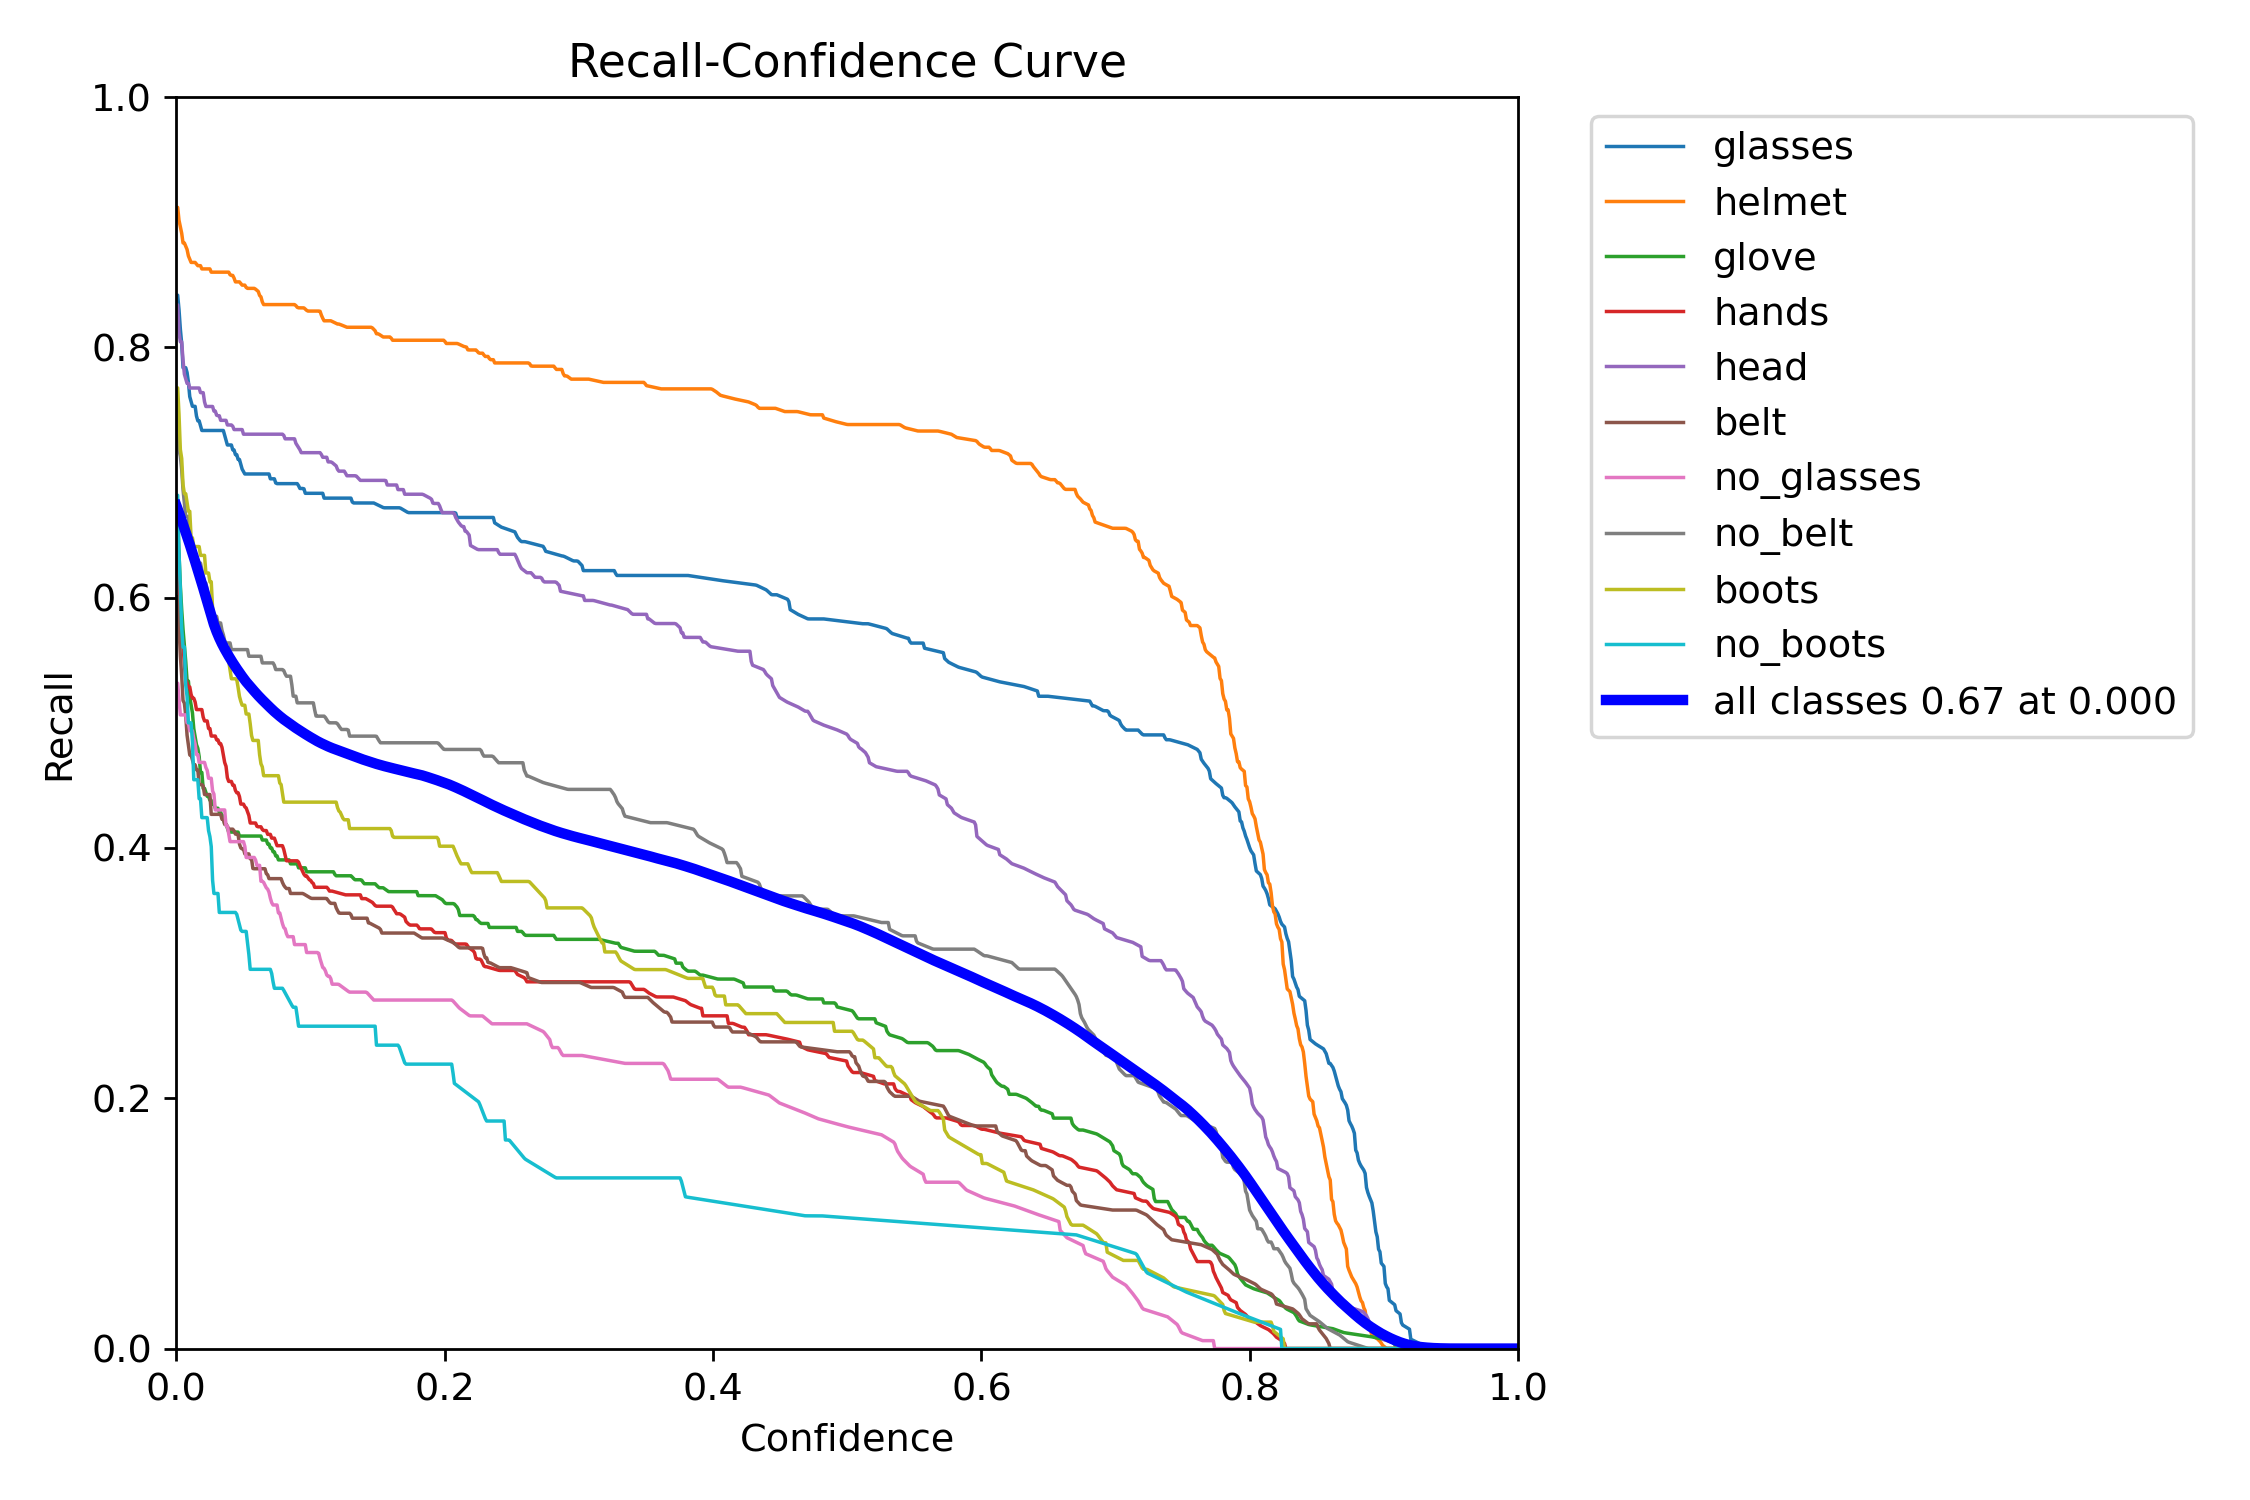 Recall-Confidence Curve
1.0
0.8
0.6
0.4
0.2
0.0
Recall
0.0 0.2 0.4 0.6 0.8 1.0
Confidence
glasses
helmet
glove
hands
head
belt
no_glasses
no_belt
boots
no_boots
all classes 0.67 at 0.000